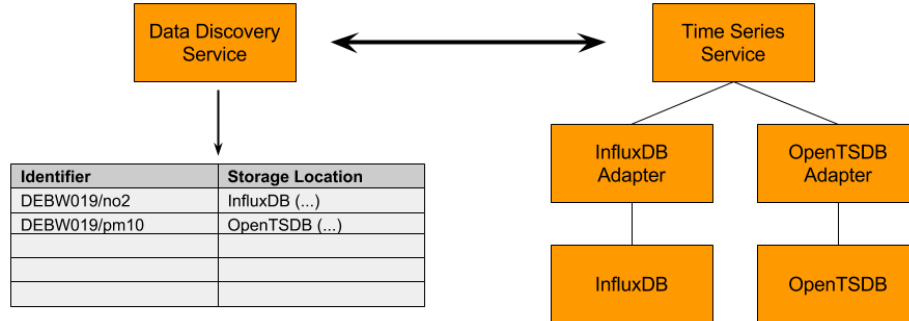 Data Discovery
Service
Time Series
Service
Identifier
Storage Location
DEBW019/no2
InfluxDB (...)
DEBW019/pm10
OpenTSDB (...)
InfluxDB
Adapter
OpenTSDB
Adapter
InfluxDB
OpenTSDB